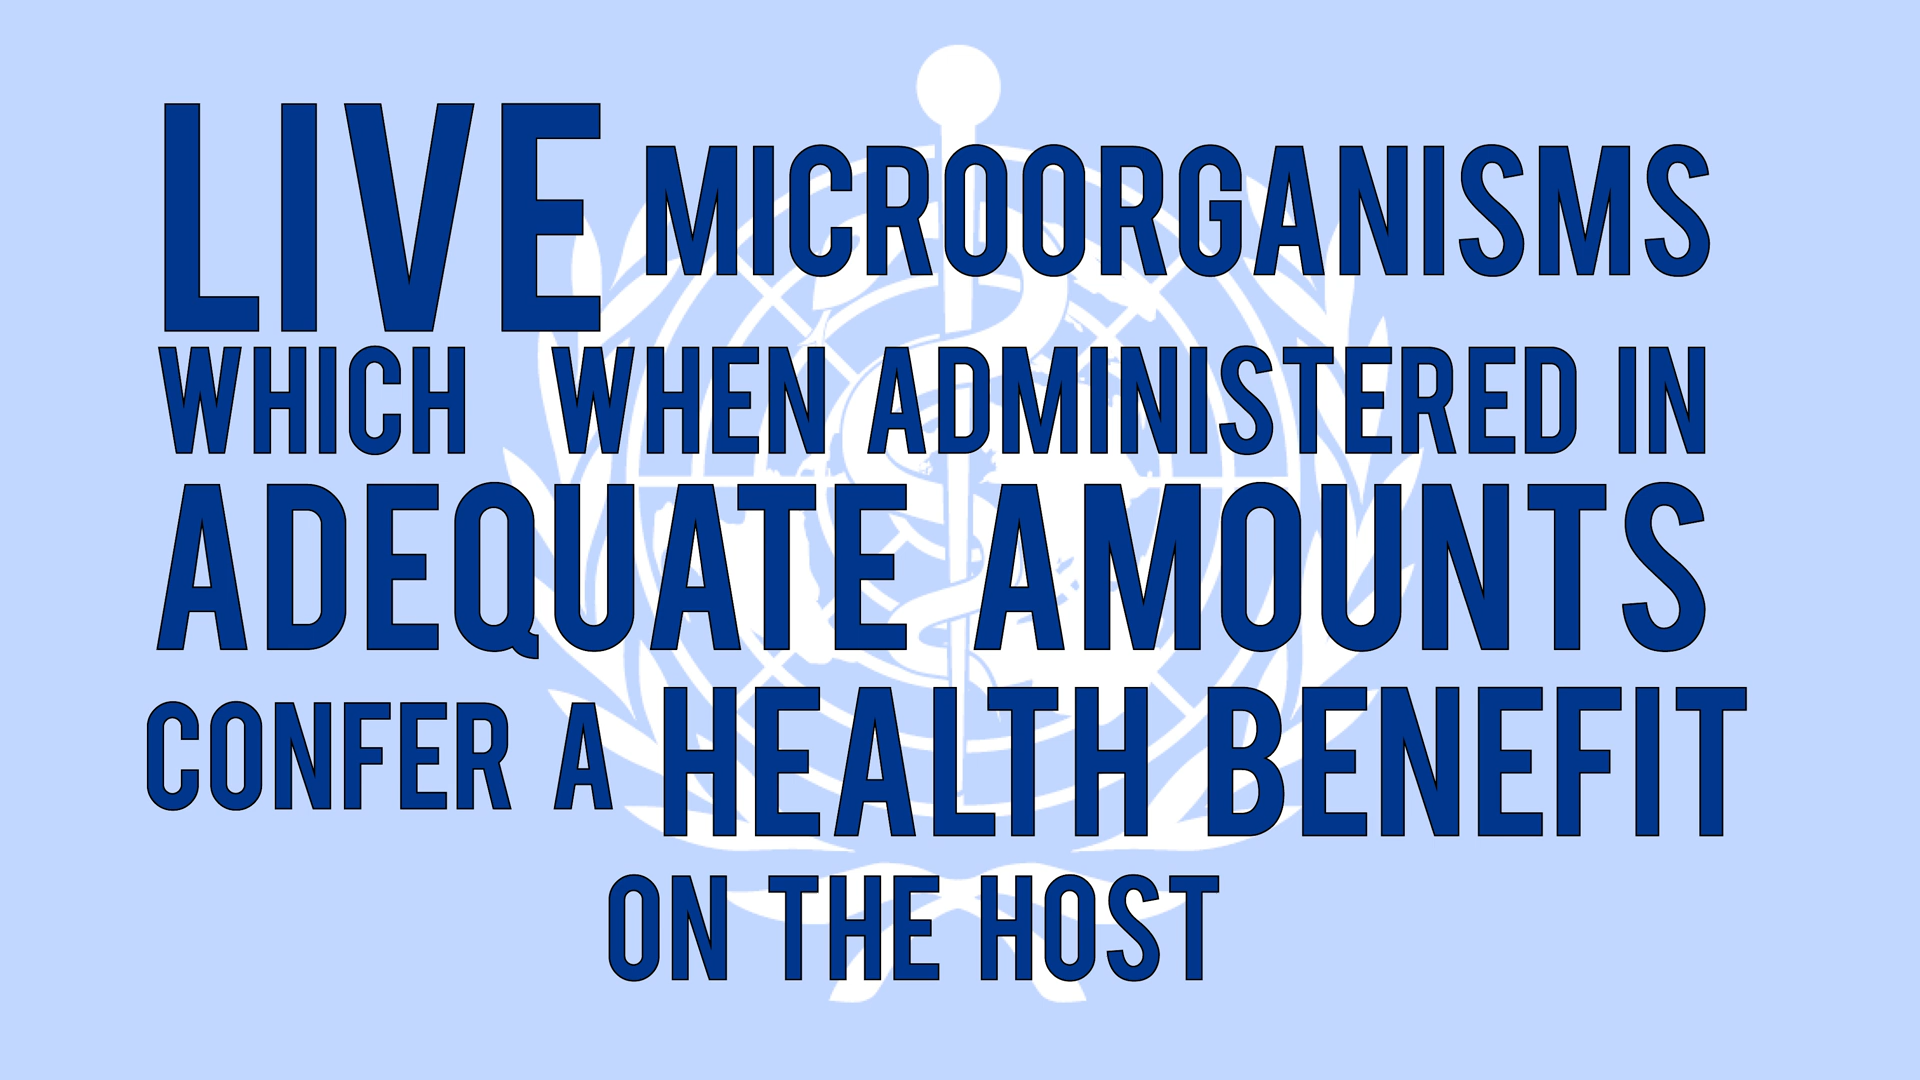 LIVE MICROORGANISMS
WHICH WHEN ADMINISTERED IN
ADEQUATE AMOUNTS
CONFER A HEALTH BENEFIT
ON THE HOST